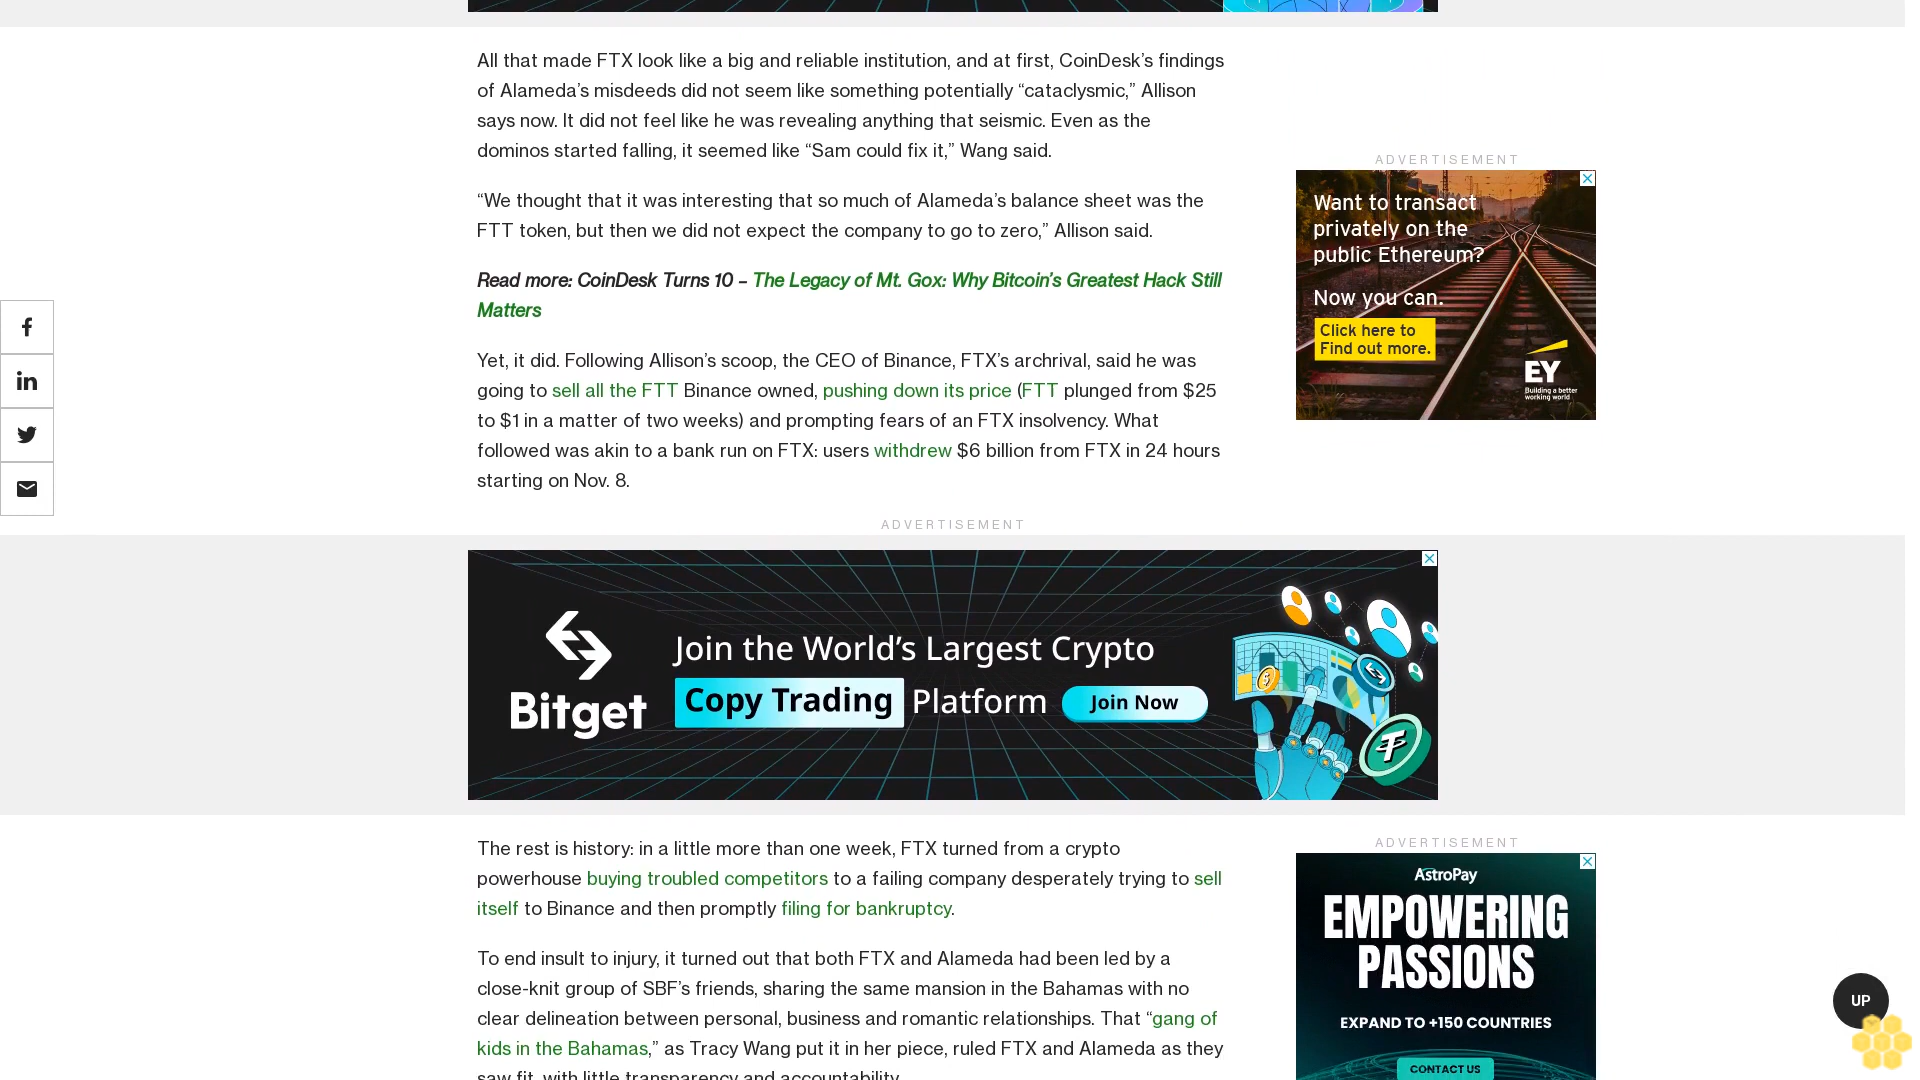 All that made FTX look like a big and reliable institution, and at first, CoinDesk’s findings
of Alameda’s misdeeds did not seem like something potentially “cataclysmic,” Allison
says now. It did not feel like he was revealing anything that seismic. Even as the
dominos started falling, it seemed like “Sam could fix it,” Wang said.
“We thought that it was interesting that so much of Alameda’s balance sheet was the
FTT token, but then we did not expect the company to go to zero,” Allison said.
Read more: CoinDesk Turns 10 – The Legacy of Mt. Gox: Why Bitcoin’s Greatest Hack Still
Matters
Yet, it did. Following Allison’s scoop, the CEO of Binance, FTX’s archrival, said he was
going to sell all the FTT Binance owned, pushing down its price (FTT plunged from $25
to $1 in a matter of two weeks) and prompting fears of an FTX insolvency. What
followed was akin to a bank run on FTX: users withdrew $6 billion from FTX in 24 hours
starting on Nov. 8.
ADVERTISEMENT
Want to transact
privately on the
public Ethereum?
Now you can.
Click here to
Find out more.
EY
Building a better
working world
ADVERTISEMENT
Bitget
Join the World’s Largest Crypto
Copy Trading Platform
Join Now
The rest is history: in a little more than one week, FTX turned from a crypto
powerhouse buying troubled competitors to a failing company desperately trying to sell
itself to Binance and then promptly filing for bankruptcy.
To end insult to injury, it turned out that both FTX and Alameda had been led by a
close-knit group of SBF’s friends, sharing the same mansion in the Bahamas with no
clear delineation between personal, business and romantic relationships. That “gang of
kids in the Bahamas,” as Tracy Wang put it in her piece, ruled FTX and Alameda as they
saw fit, with little transparency and accountability.
ADVERTISEMENT
AstroPay
EMPOWERING
PASSIONS
EXPAND TO +150 COUNTRIES
CONTACT US
UP